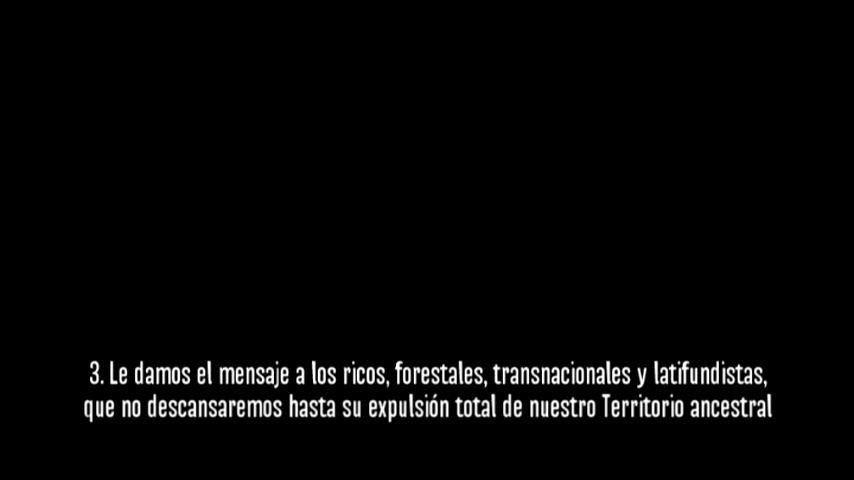 3. Le damos el mensaje a los ricos, forestales, transnacionales y latifundistas,
que no descansaremos hasta su expulsión total de nuestro Territorio ancestral